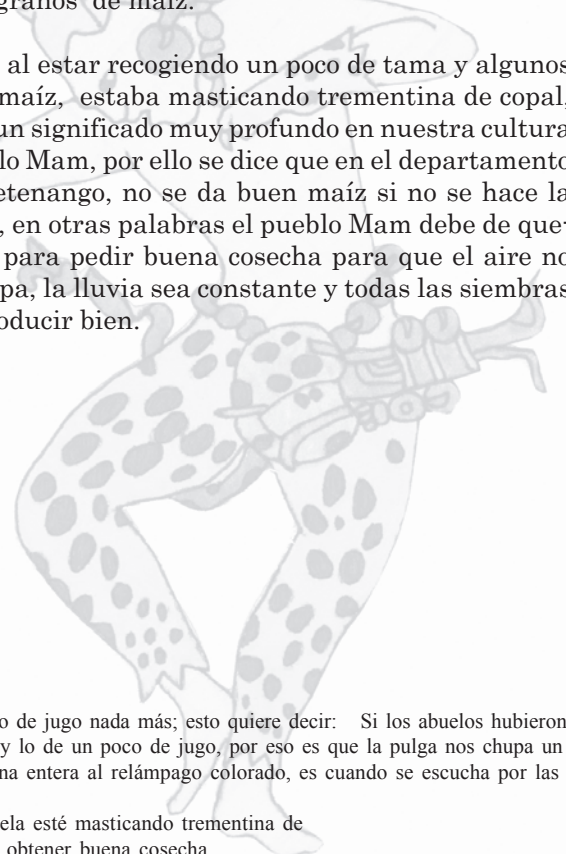 granos de maíz.
al estar recogiendo un poco de tama y algunos
maíz, estaba masticando trementina de copal,
un significado muy profundo en nuestra cultura
lo Mam, por ello se dice que en el departamento
etenango, no se da buen maíz si no se hace la
, en otras palabras el pueblo Mam debe de que-
para pedir buena cosecha para que el aire no
pa, la lluvia sea constante y todas las siembras
oducir bien.
o de jugo nada más; esto quiere decir: Si los abuelos hubieron
y lo de un poco de jugo, por eso es que la pulga nos chupa un
na entera al relámpago colorado, es cuando se escucha por las
ela esté masticando trementina de
obtener buena cosecha